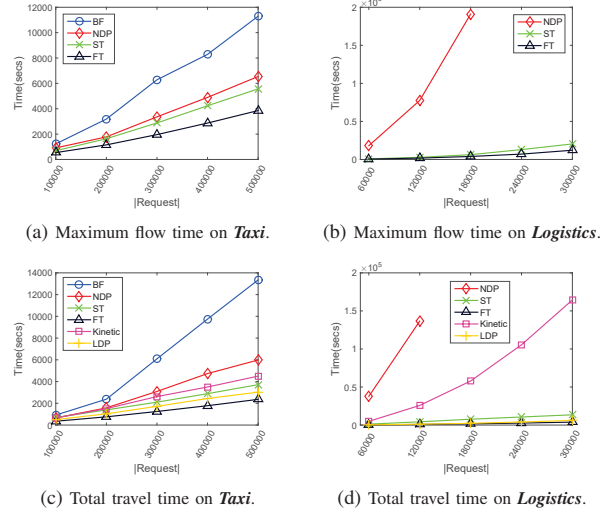 12000
10000
8000
6000
4000
2000
0
Time(secs)
BF
NDP
ST
FT
100000
200000
300000
400000
500000
|Request|
(a) Maximum flow time on Taxi.
2
1.5
1
0.5
0
Time(secs)
NDP
ST
FT
60000
120000
180000
240000
300000
|Request|
(b) Maximum flow time on Logistics.
14000
12000
10000
8000
6000
4000
2000
0
Time(secs)
BF
NDP
ST
FT
Kinetic
LDP
100000
200000
300000
400000
500000
|Request|
(c) Total travel time on Taxi.
2 ×10^5
1.5
1
0.5
0
Time(secs)
NDP
ST
FT
Kinetic
LDP
60000
120000
180000
240000
300000
|Request|
(d) Total travel time on Logistics.